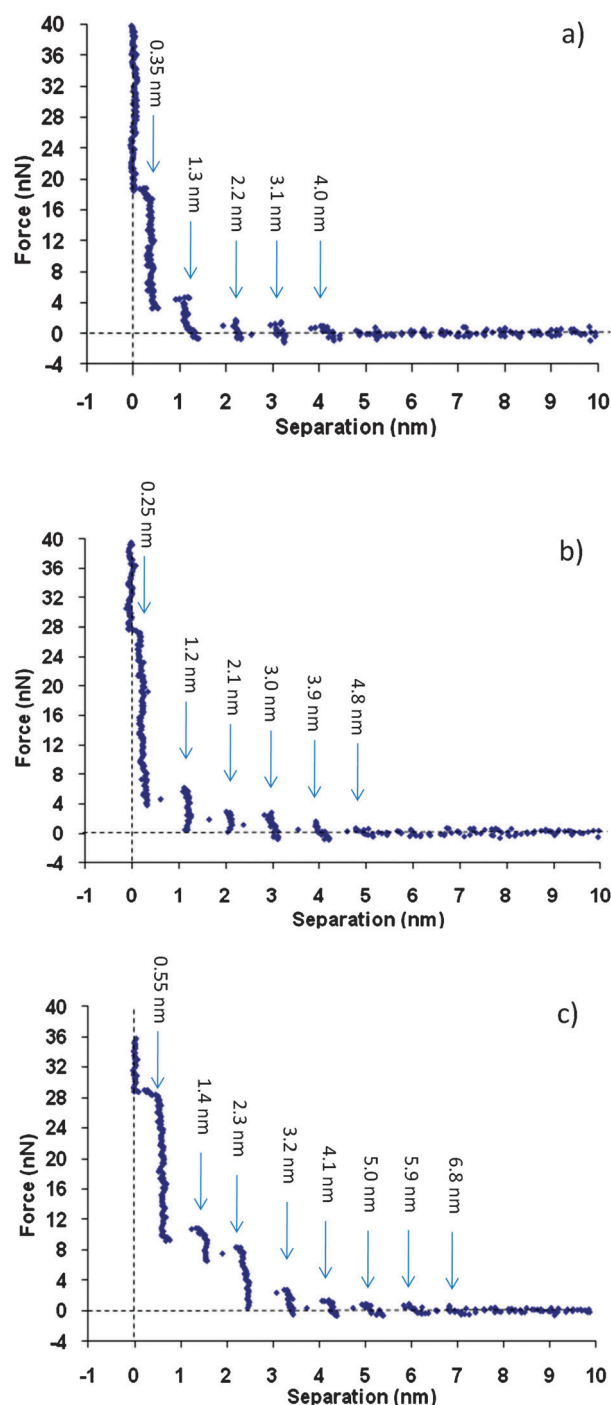 a)
40
36
32
28
24
20
16
12
8
4
0
-4
Force (nN)
0.35 nm
1.3 nm
2.2 nm
3.1 nm
4.0 nm
-1 0 1 2 3 4 5 6 7 8 9 10
Separation (nm)
b)
40
36
32
28
24
20
16
12
8
4
0
-4
Force (nN)
0.25 nm
1.2 nm
2.1 nm
3.0 nm
3.9 nm
4.8 nm
-1 0 1 2 3 4 5 6 7 8 9 10
Separation (nm)
c)
40
36
32
28
24
20
16
12
8
4
0
-4
Force (nN)
0.55 nm
1.4 nm
2.3 nm
3.2 nm
4.1 nm
5.0 nm
5.9 nm
6.8 nm
-1 0 1 2 3 4 5 6 7 8 9 10
Separation (nm)